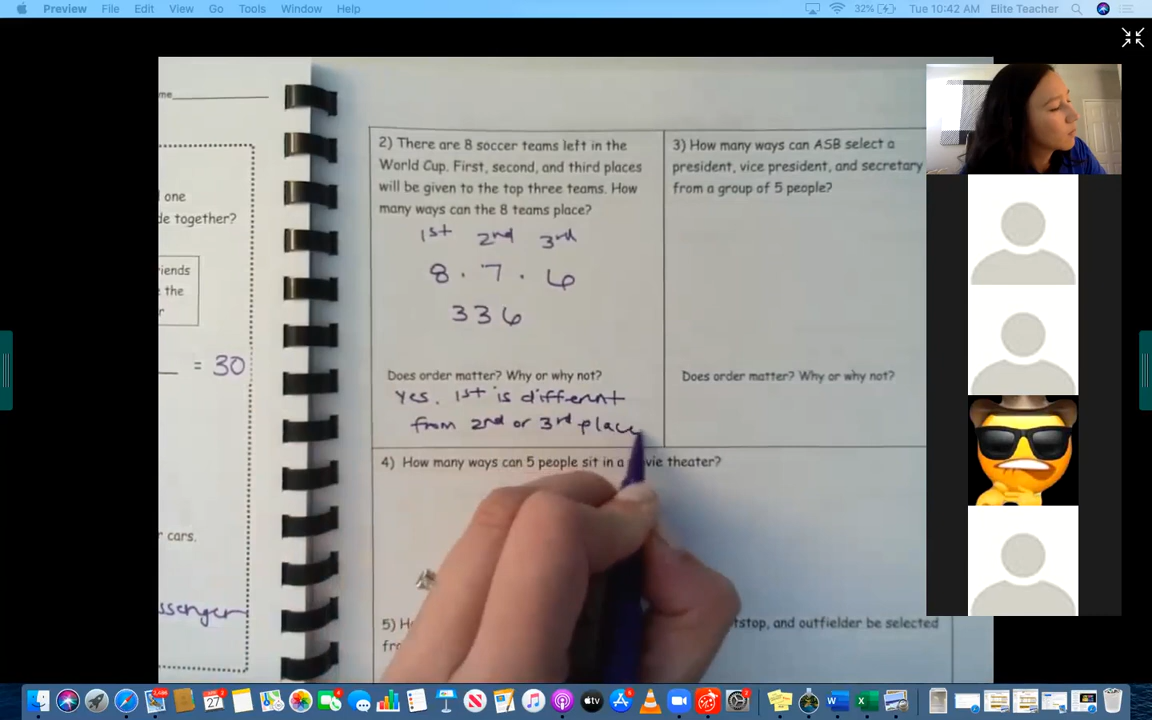 Preview File Edit View Go Tools Window Help
32% Tue 10:42 AM Elite Teacher
me
one
de together?
iends
the
r
= 30
r cars.
ssenger
2) There are 8 soccer teams left in the
World Cup. First, second, and third places
will be given to the top three teams. How
many ways can the 8 teams place?
1st 2nd 3rd
8 . 7 . 6
336
Does order matter? Why or why not?
Yes. 1st is different
from 2nd or 3rd place
3) How many ways can ASB select a
president, vice president, and secretary
from a group of 5 people?
Does order matter? Why or why not?
4) How many ways can 5 people sit in a vie theater?
5) H
fr
tstop, and outfielder be selected